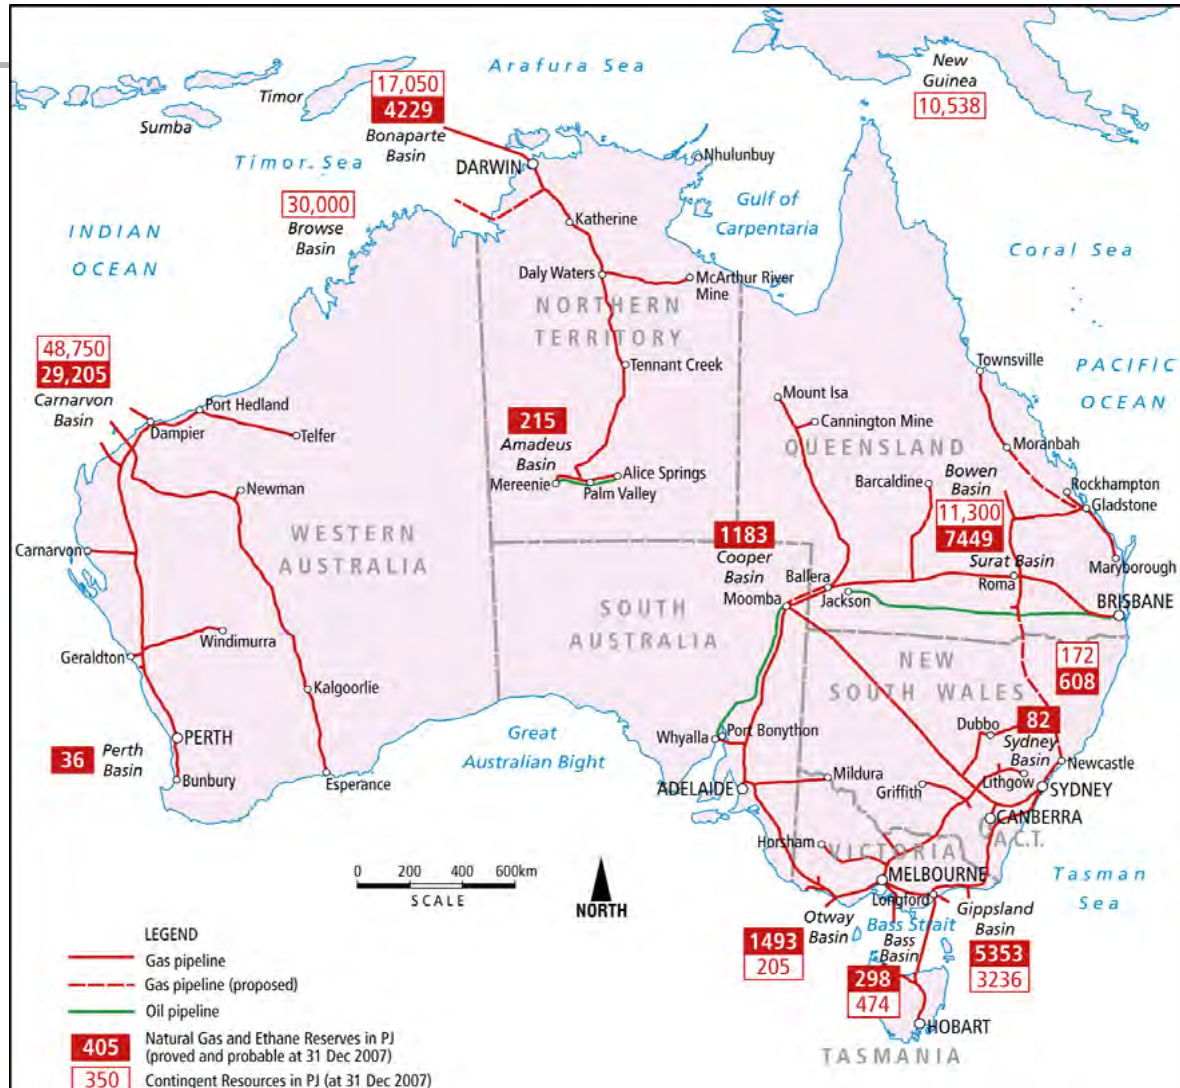 Arafura Sea
New
Guinea
10,538
17,050
4229
Bonaparte
Basin
Timor
Sumba
Timor Sea
DARWIN
Nhulunbuy
Gulf of
Carpentaria
30,000
Browse
Basin
INDIAN
OCEAN
Katherine
Coral Sea
Daly Waters
McArthur River
Mine
NORTHERN
TERRITORY
48,750
29,205
Carnarvon
Basin
Tennant Creek
Townsville
PACIFIC
OCEAN
Port Hedland
Dampier
Telfer
Mount Isa
Cannington Mine
QUEENSLAND
Moranbah
215
Amadeus
Basin
Mereenie
Alice Springs
Palm Valley
Barcaldine
Bowen
Basin
11,300
7449
Rockhampton
Gladstone
Newman
WESTERN
AUSTRALIA
1183
Cooper
Basin
Surat Basin
Maryborough
Carnarvon
Ballera
Roma
Moomba
Jackson
BRISBANE
SOUTH
AUSTRALIA
Windimurra
Geraldton
NEW
SOUTH WALES
172
608
Kalgoorlie
Great
Australian Bight
Whyalla
Port Bonython
Dubbo
82
Sydney
Basin
PERTH
36
Perth
Basin
Bunbury
Esperance
Newcastle
ADELAIDE
Mildura
Griffith
Lithgow
SYDNEY
CANBERRA
A.C.T.
Horsham
VICTORIA
MELBOURNE
Longford
0 200 400 600km
SCALE
NORTH
Tasman
Sea
Otway
Basin
Bass Strait
Bass
Basin
Gippsland
Basin
1493
205
298
474
5353
3236
HOBART
TASMANIA
LEGEND
Gas pipeline
Gas pipeline (proposed)
Oil pipeline
405 Natural Gas and Ethane Reserves in PJ
(proved and probable at 31 Dec 2007)
350 Contingent Resources in PJ (at 31 Dec 2007)